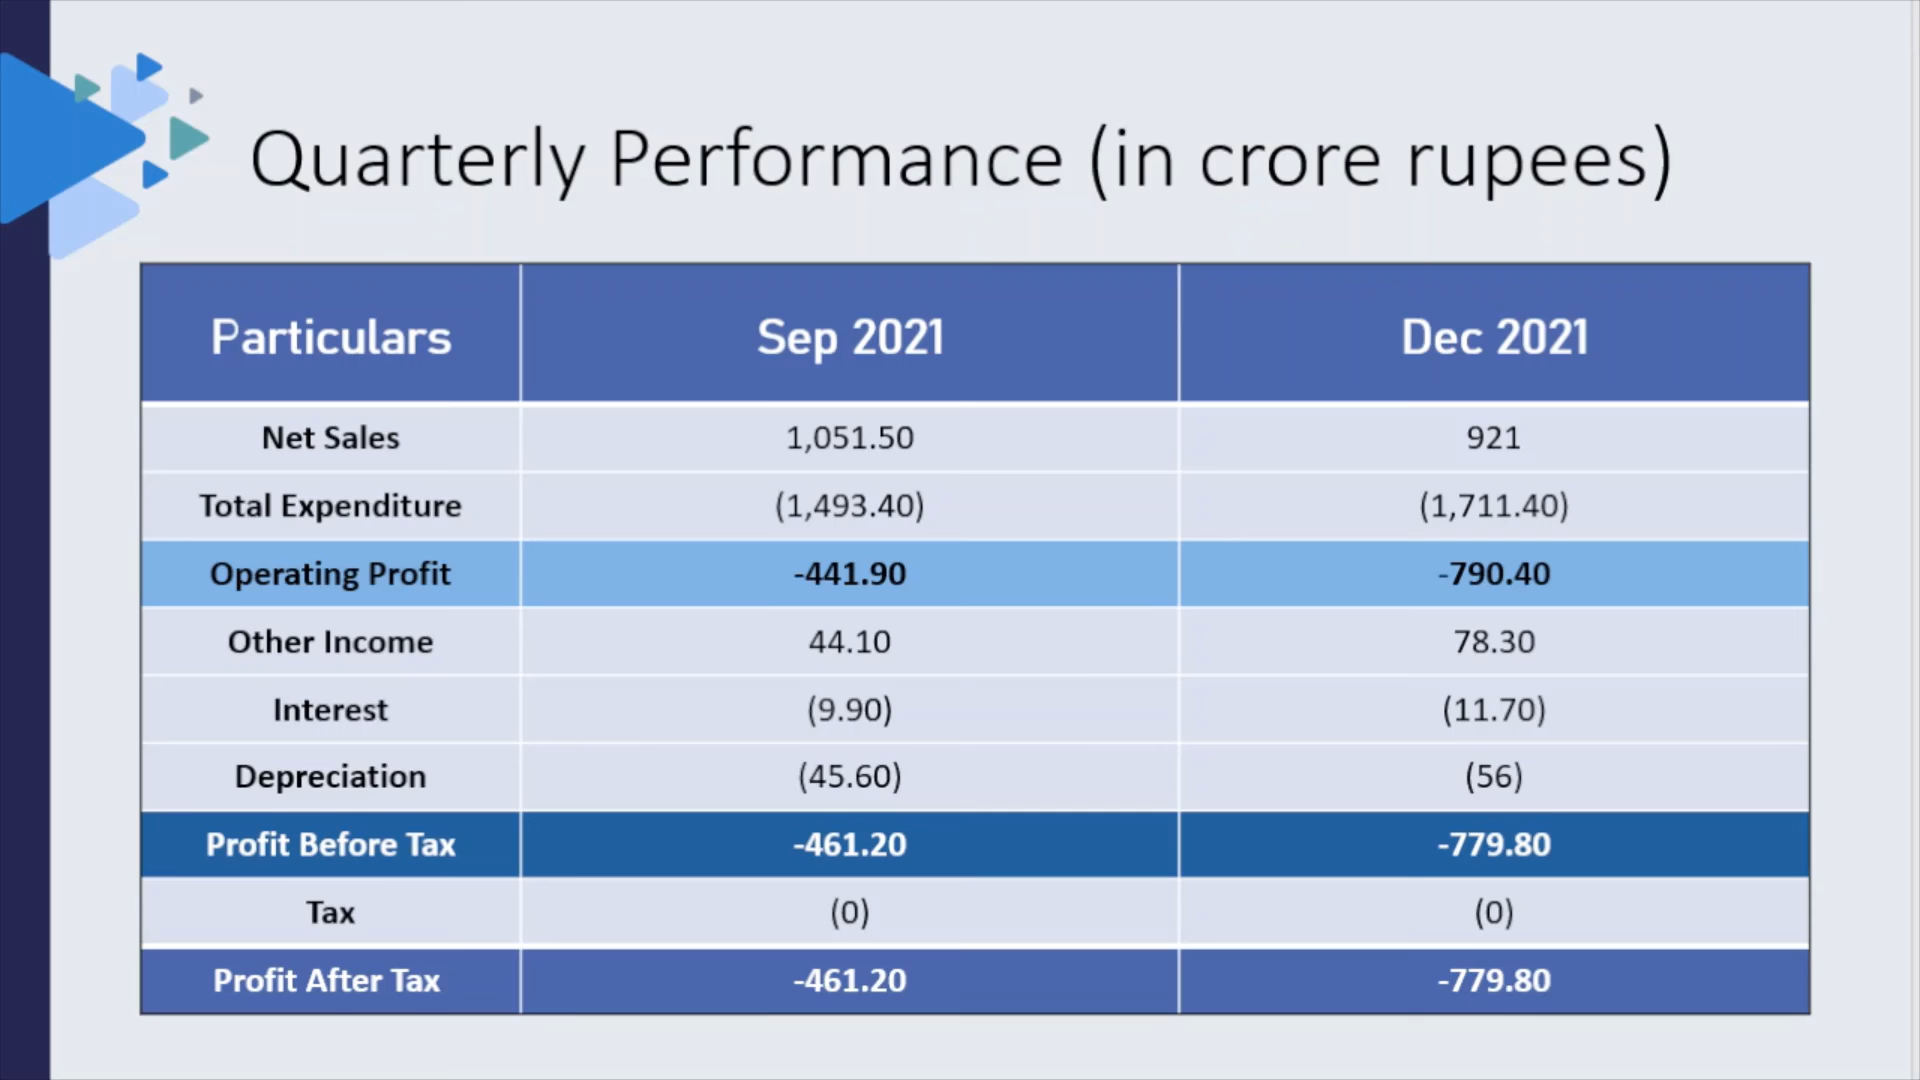 Quarterly Performance (in crore rupees)
Particulars Sep 2021 Dec 2021
Net Sales 1,051.50 921
Total Expenditure (1,493.40) (1,711.40)
Operating Profit -441.90 -790.40
Other Income 44.10 78.30
Interest (9.90) (11.70)
Depreciation (45.60) (56)
Profit Before Tax -461.20 -779.80
Tax (0) (0)
Profit After Tax -461.20 -779.80